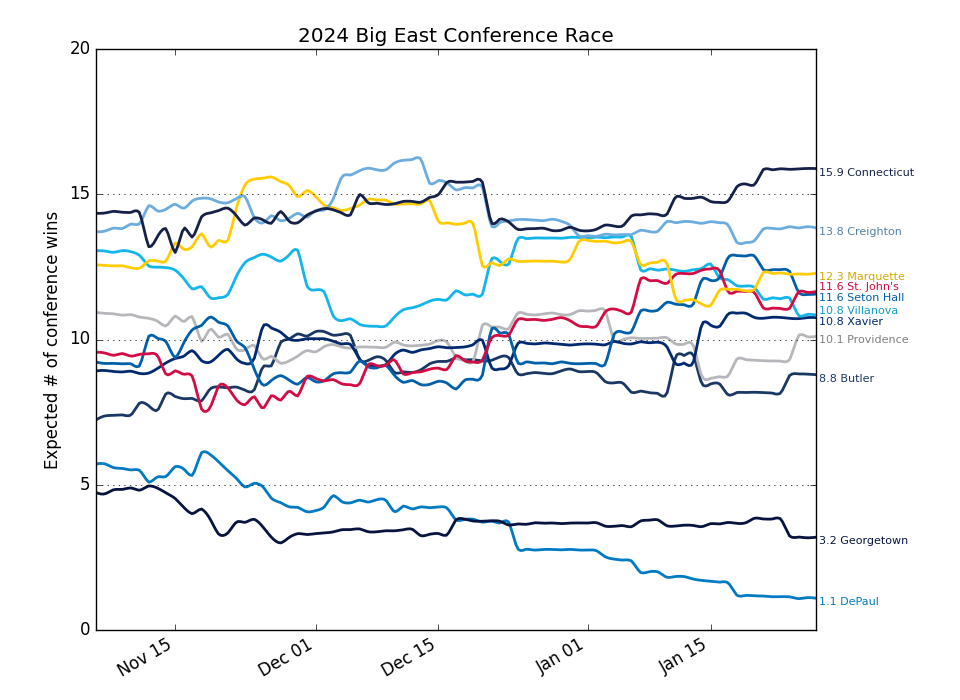 2024 Big East Conference Race
Expected # of conference wins
20
15
10
5
0
Nov 15
Dec 01
Dec 15
Jan 01
Jan 15
15.9 Connecticut
13.8 Creighton
12.3 Marquette
11.6 St. John's
11.6 Seton Hall
10.8 Villanova
10.8 Xavier
10.1 Providence
8.8 Butler
3.2 Georgetown
1.1 DePaul